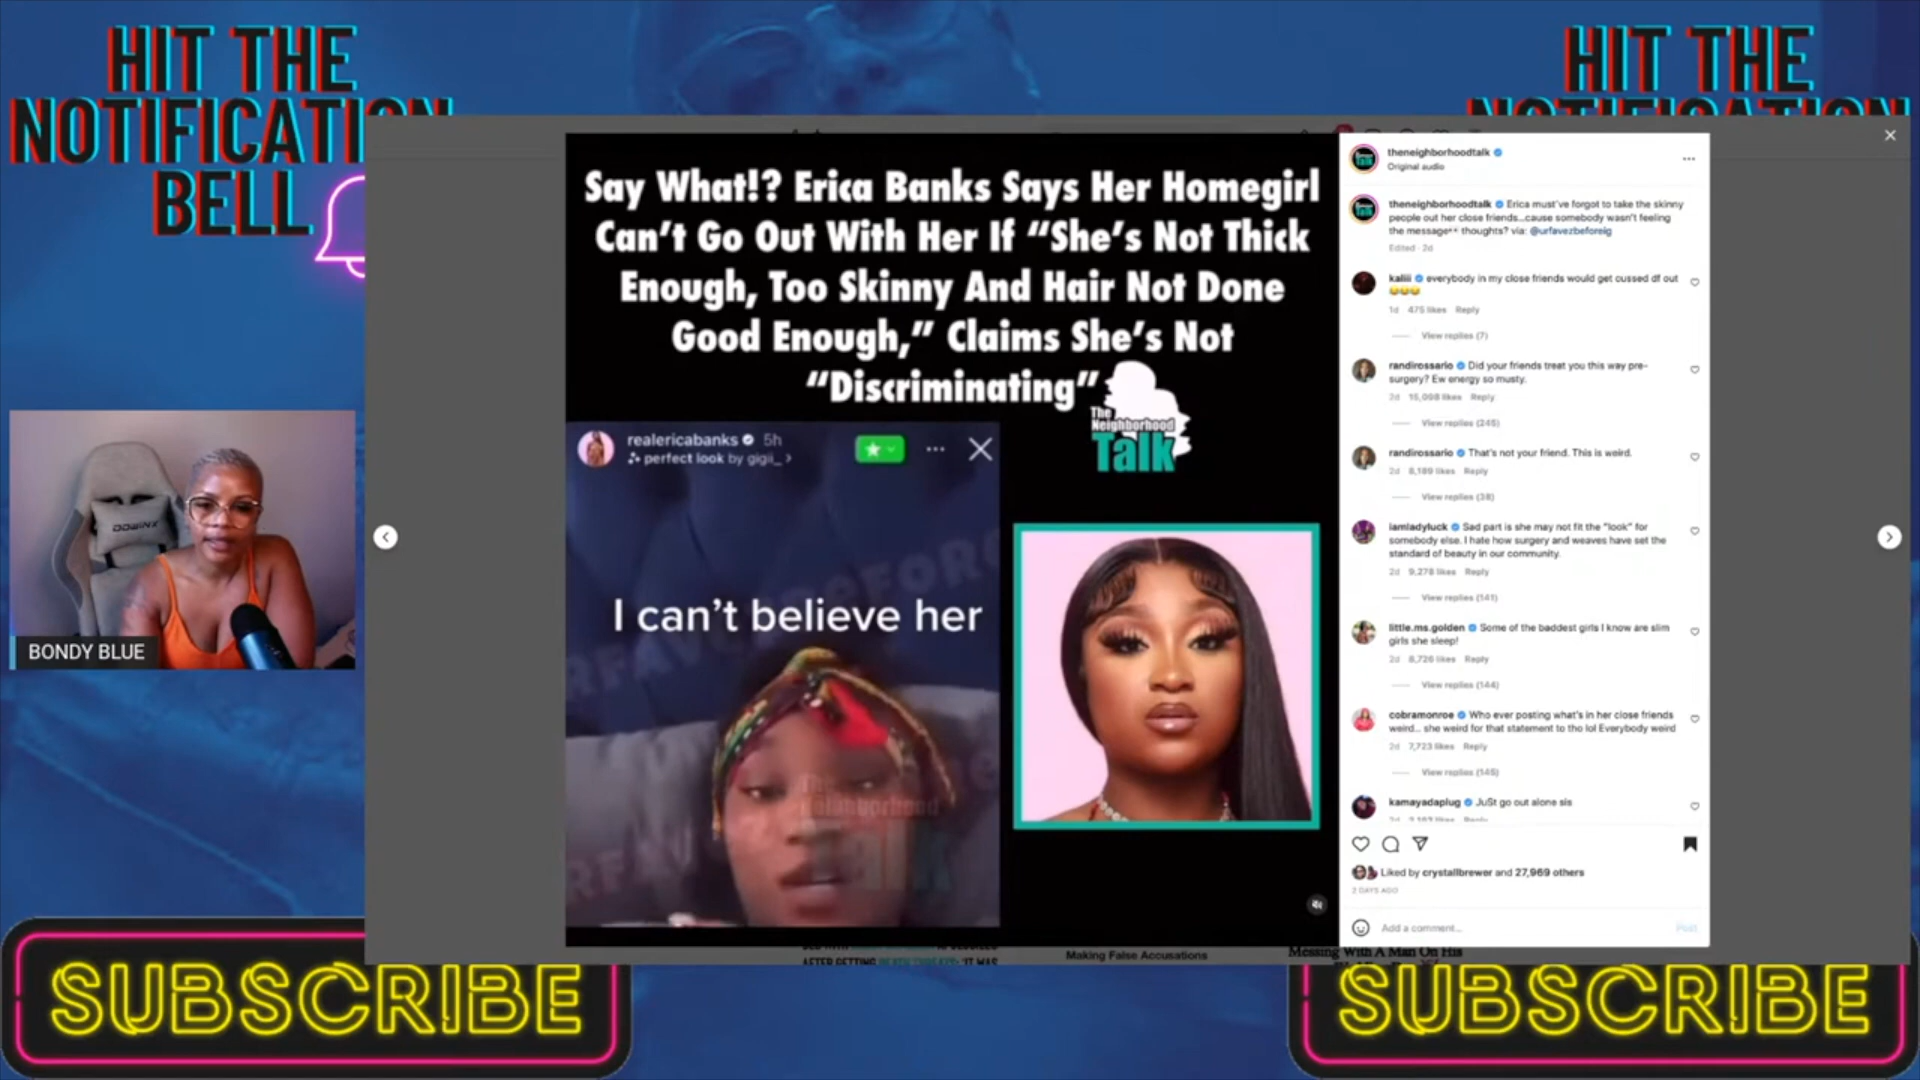 HIT THE
NOTIFICATION
BELL
HIT THE
NOTIFICATION
Say What!? Erica Banks Says Her Homegirl
Can't Go Out With Her If "She's Not Thick
Enough, Too Skinny And Hair Not Done
Good Enough," Claims She's Not
"Discriminating"
The
Neighborhood
Talk
realericabanks 5h
perfect look by gigii_ >
I can't believe her
DOWINX
BONDY BLUE
theneighborhoodtalk
Original audio
theneighborhoodtalk Erica must've forgot to take the skinny
people out her close friends...cause somebody wasn't feeling
the message** thoughts? via: @urfavezbeforeig
Edited · 2d
kaliii everybody in my close friends would get cussed df out
😂😂😂
1d 475 likes Reply
View replies (7)
randirossario Did your friends treat you this way pre-
surgery? Ew energy so musty.
2d 15,098 likes Reply
View replies (245)
randirossario That's not your friend. This is weird.
2d 8,189 likes Reply
View replies (38)
iamladyluck Sad part is she may not fit the "look" for
somebody else. I hate how surgery and weaves have set the
standard of beauty in our community.
2d 9,278 likes Reply
View replies (141)
little.ms.golden Some of the baddest girls I know are slim
girls she sleep!
2d 8,726 likes Reply
View replies (144)
cobramonroe Who ever posting what's in her close friends
weird... she weird for that statement to tho lol Everybody weird
2d 7,723 likes Reply
View replies (145)
kamayadaplug JuSt go out alone sis
Liked by crystallbrewer and 27,969 others
2 DAYS AGO
Add a comment...
Post
Making False Accusations
Messing With A Man On His
SUBSCRIBE
SUBSCRIBE